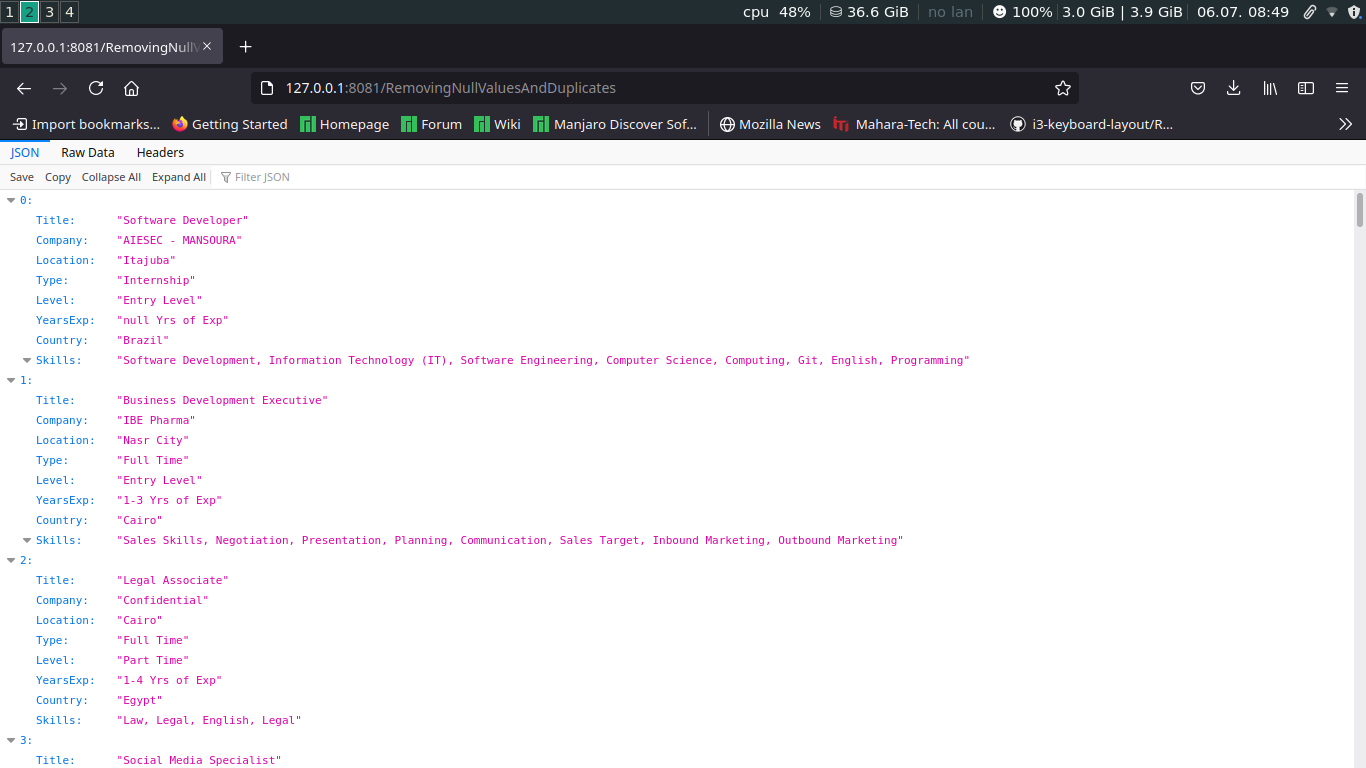 1 2 3 4 cpu 48% 36.6 GiB no lan 100% 3.0 GiB | 3.9 GiB 06.07. 08:49
127.0.0.1:8081/RemovingNullV
127.0.0.1:8081/RemovingNullValuesAndDuplicates
Import bookmarks... Getting Started Homepage Forum Wiki Manjaro Discover Sof... Mozilla News Mahara-Tech: All cou... i3-keyboard-layout/R...
JSON Raw Data Headers
Save Copy Collapse All Expand All Filter JSON
0:
Title: "Software Developer"
Company: "AIESEC - MANSOURA"
Location: "Itajuba"
Type: "Internship"
Level: "Entry Level"
YearsExp: "null Yrs of Exp"
Country: "Brazil"
Skills: "Software Development, Information Technology (IT), Software Engineering, Computer Science, Computing, Git, English, Programming"
1:
Title: "Business Development Executive"
Company: "IBE Pharma"
Location: "Nasr City"
Type: "Full Time"
Level: "Entry Level"
YearsExp: "1-3 Yrs of Exp"
Country: "Cairo"
Skills: "Sales Skills, Negotiation, Presentation, Planning, Communication, Sales Target, Inbound Marketing, Outbound Marketing"
2:
Title: "Legal Associate"
Company: "Confidential"
Location: "Cairo"
Type: "Full Time"
Level: "Part Time"
YearsExp: "1-4 Yrs of Exp"
Country: "Egypt"
Skills: "Law, Legal, English, Legal"
3:
Title: "Social Media Specialist"